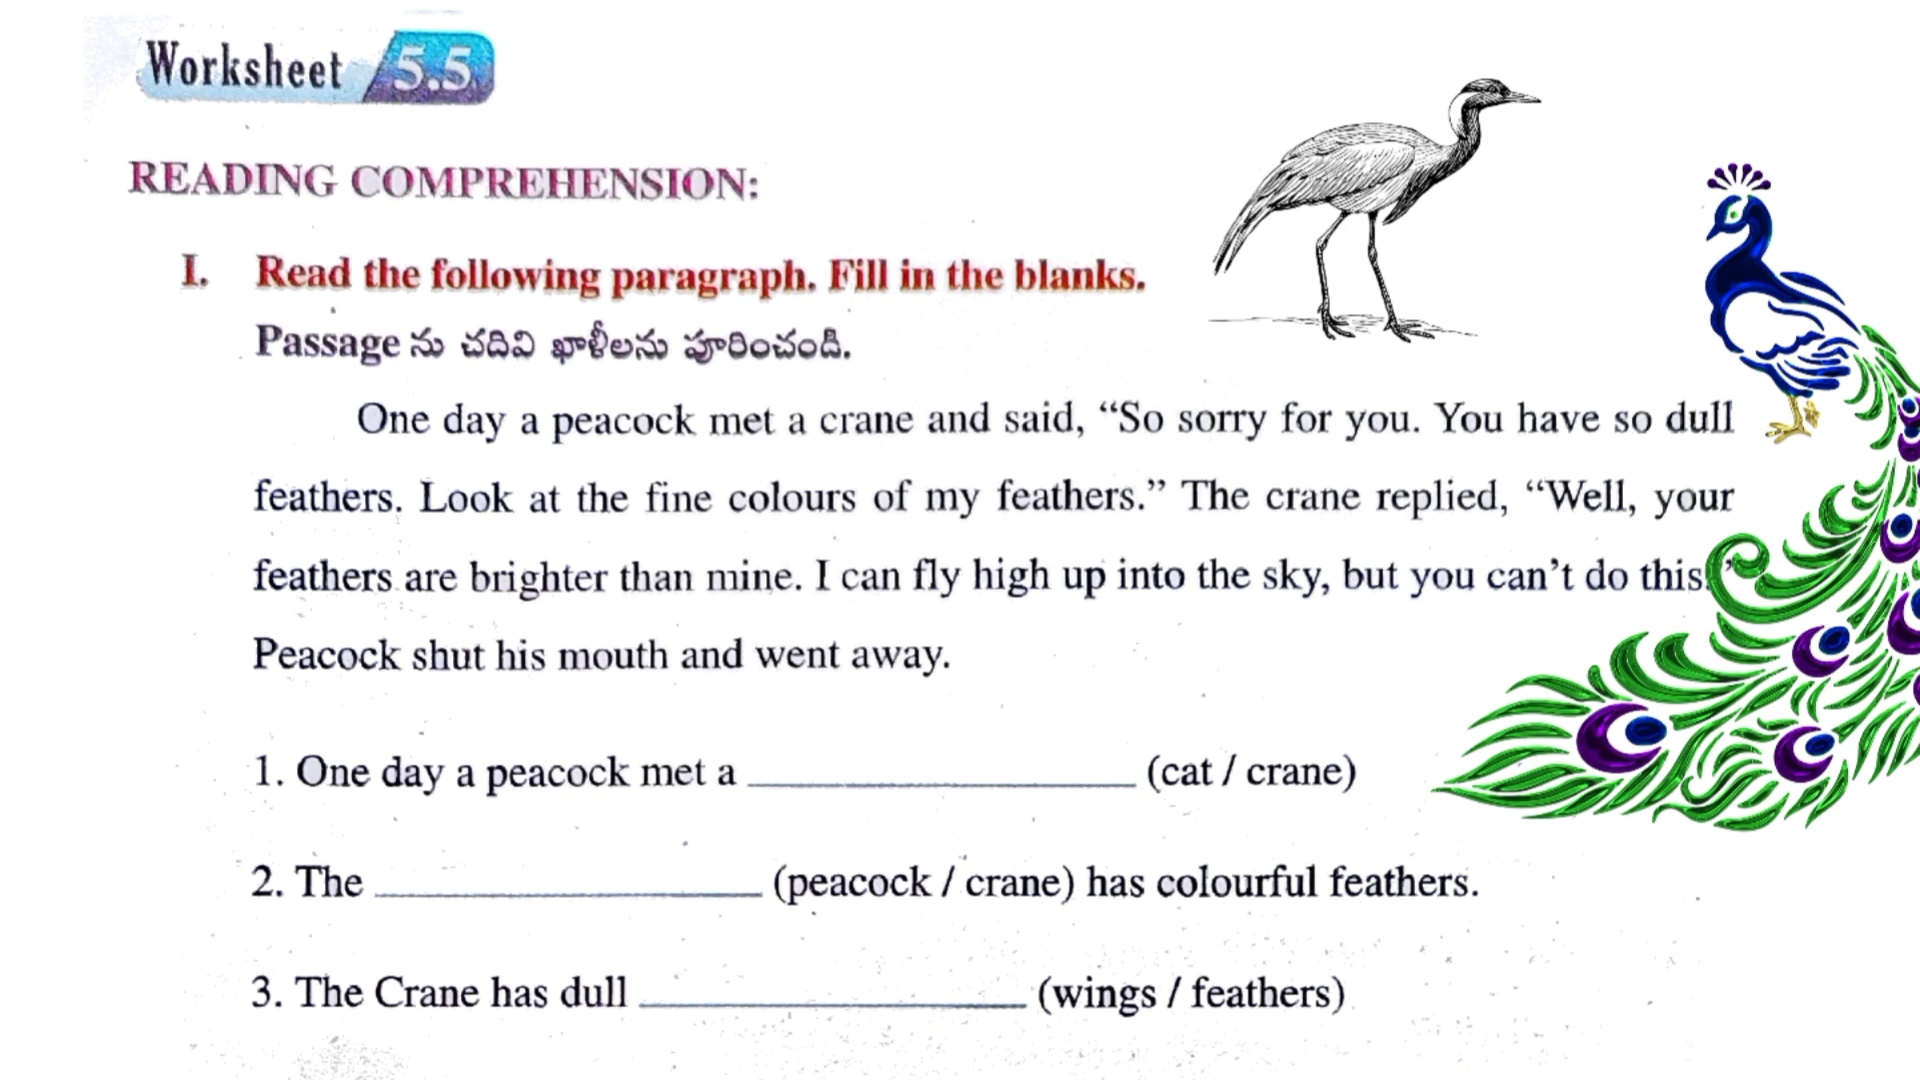 Worksheet 5.5
READING COMPREHENSION:
I. Read the following paragraph. Fill in the blanks.
Passage ను చదివి ఖాళీలను పూరించండి.
One day a peacock met a crane and said, “So sorry for you. You have so dull
feathers. Look at the fine colours of my feathers.” The crane replied, “Well, your
feathers are brighter than mine. I can fly high up into the sky, but you can’t do this.”
Peacock shut his mouth and went away.
1. One day a peacock met a ____________________ (cat / crane)
2. The ____________________ (peacock / crane) has colourful feathers.
3. The Crane has dull ____________________ (wings / feathers)